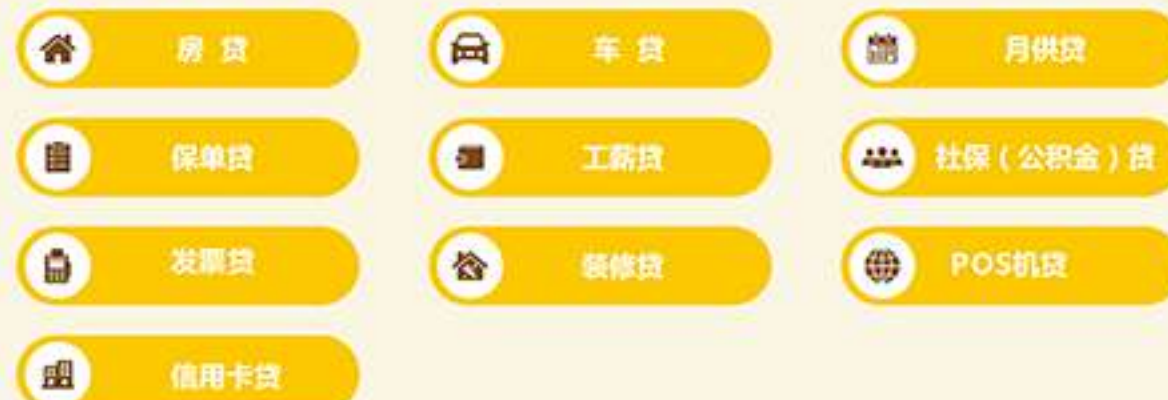 房 贷
车 贷
月供贷
保单贷
工薪贷
社保（公积金）贷
发票贷
装修贷
POS机贷
信用卡贷